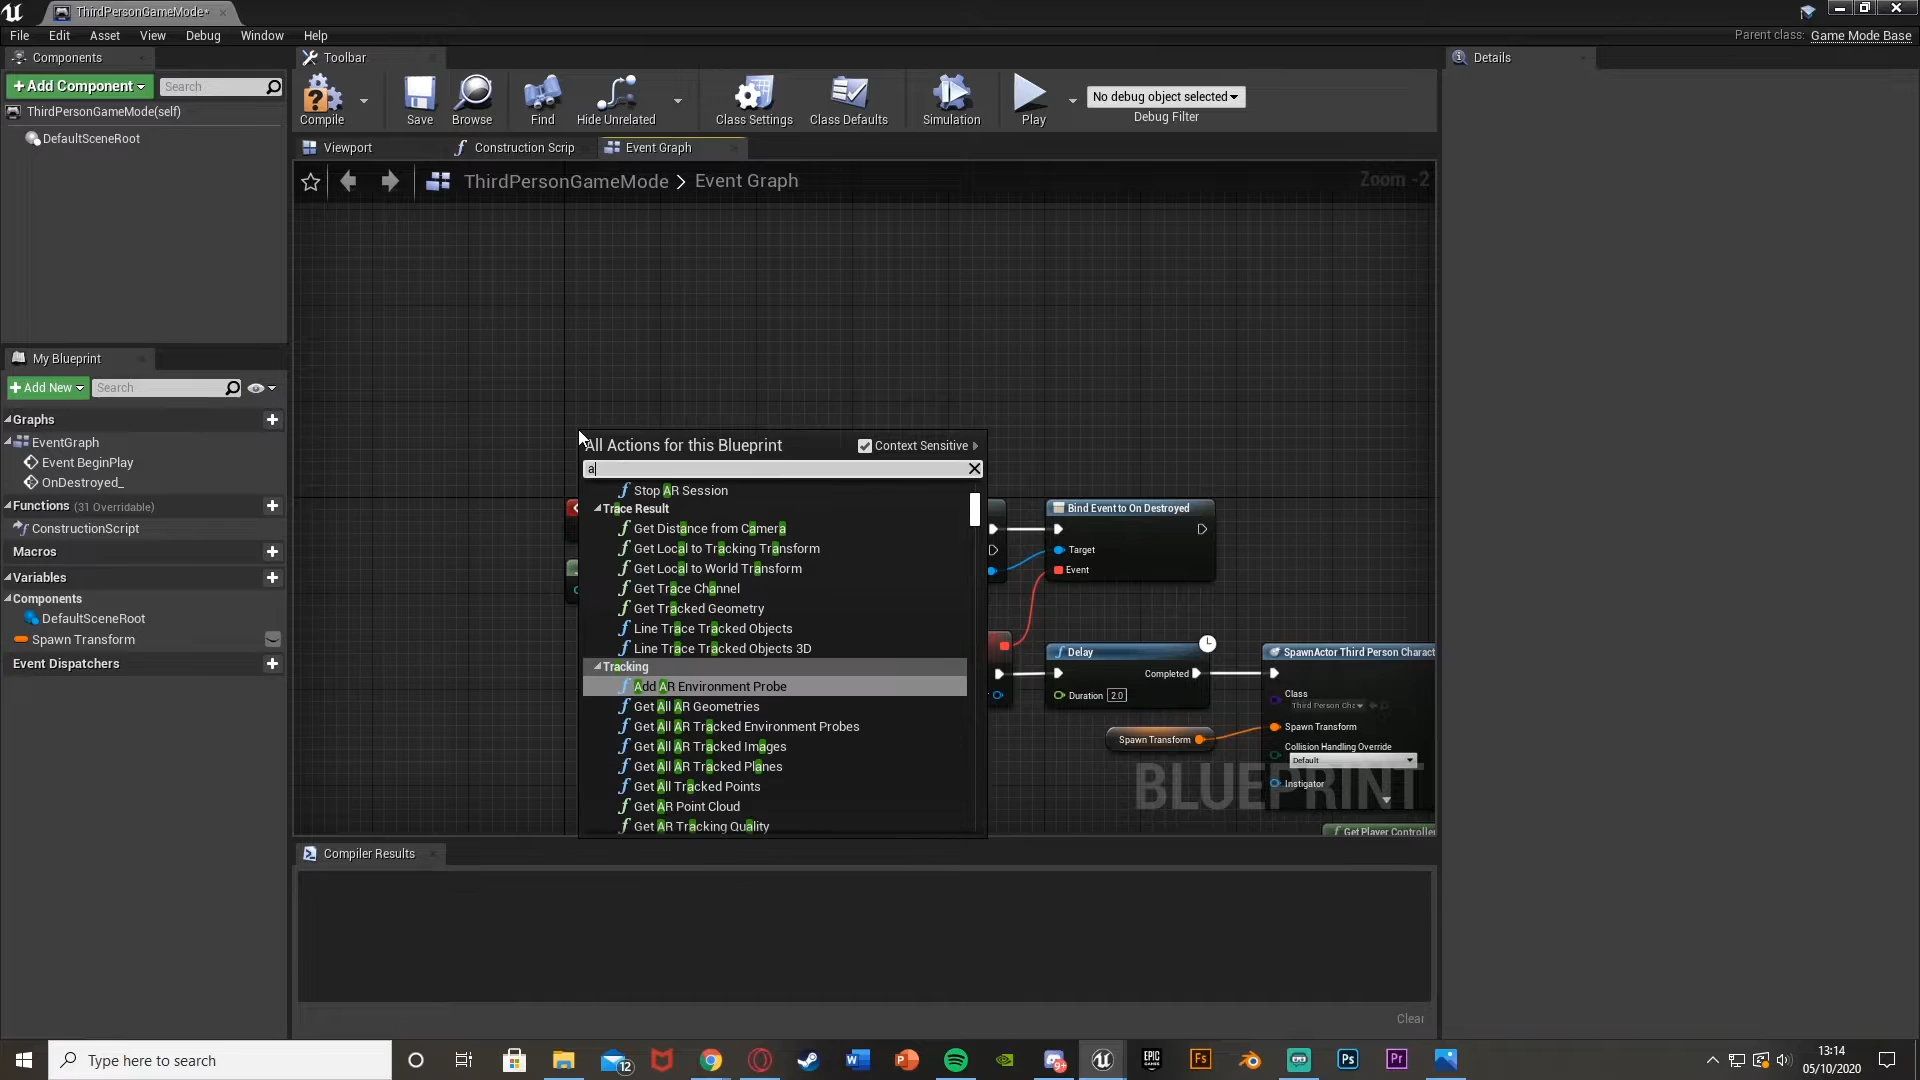 ThirdPersonGameMode*
File Edit Asset View Debug Window Help
Parent class: Game Mode Base
Components
Toolbar
Details
+Add Component
Search
ThirdPersonGameMode(self)
DefaultSceneRoot
Compile
Save
Browse
Find
Hide Unrelated
Class Settings
Class Defaults
Simulation
Play
No debug object selected
Debug Filter
Viewport
Construction Scrip
Event Graph
ThirdPersonGameMode > Event Graph
Zoom -2
My Blueprint
+Add New
Search
Graphs
EventGraph
Event BeginPlay
OnDestroyed_
Functions (31 Overridable)
ConstructionScript
Macros
Variables
Components
DefaultSceneRoot
Spawn Transform
Event Dispatchers
All Actions for this Blueprint
Context Sensitive
a
Stop AR Session
Trace Result
Get Distance from Camera
Get Local to Tracking Transform
Get Local to World Transform
Get Trace Channel
Get Tracked Geometry
Line Trace Tracked Objects
Line Trace Tracked Objects 3D
Tracking
Add AR Environment Probe
Get All AR Geometries
Get All AR Tracked Environment Probes
Get All AR Tracked Images
Get All AR Tracked Planes
Get All Tracked Points
Get AR Point Cloud
Get AR Tracking Quality
Bind Event to On Destroyed
Target
Event
Delay
Completed
Duration 2.0
Spawn Transform
SpawnActor Third Person Charact
Class
Third Person Cha
Spawn Transform
Collision Handling Override
Default
Instigator
BLUEPRINT
Get Player Controller
Compiler Results
Clear
Type here to search
12
9+
EPIC
GAMES
Fs
Ps
Pr
13:14
05/10/2020